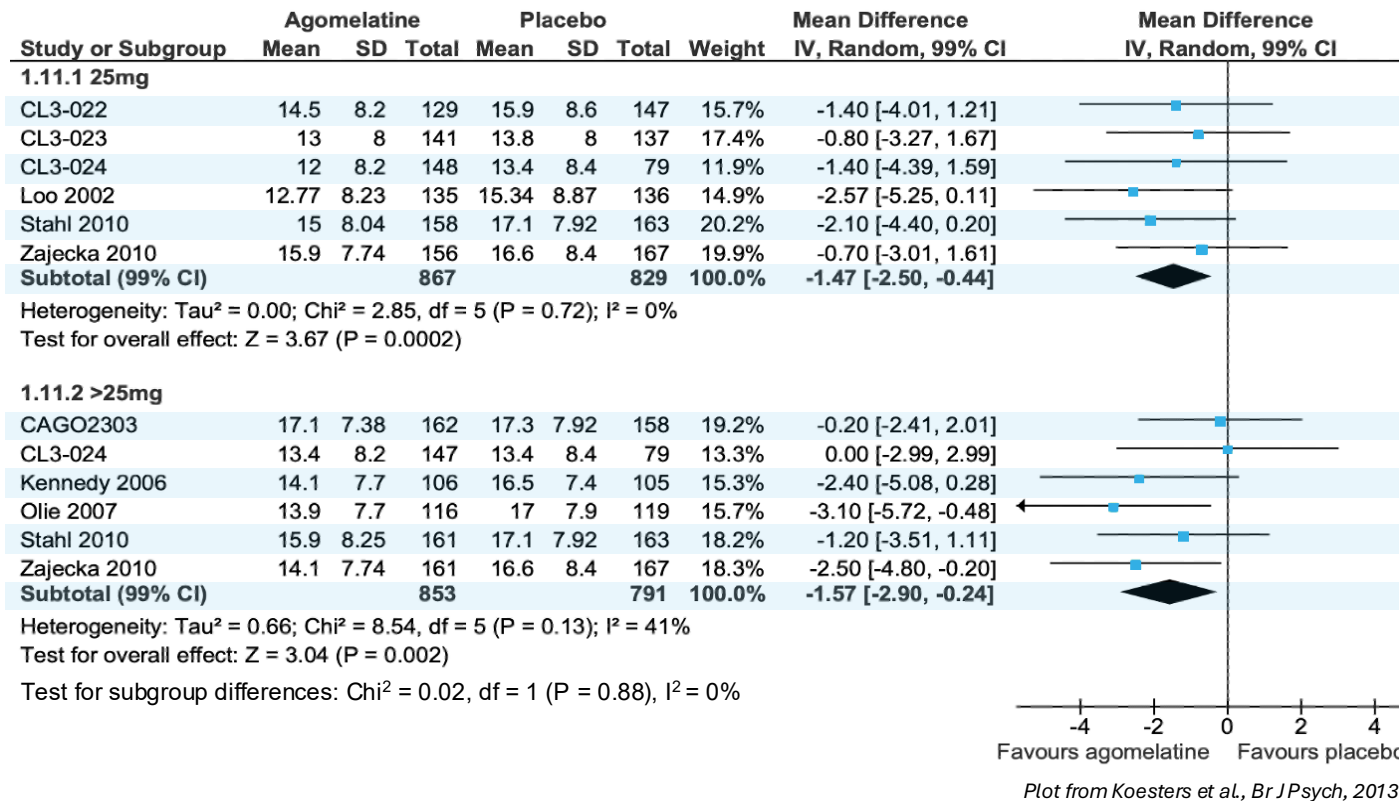 Agomelatine Placebo Mean Difference Mean Difference
Study or Subgroup Mean SD Total Mean SD Total Weight IV, Random, 99% CI IV, Random, 99% CI
1.11.1 25mg
CL3-022 14.5 8.2 129 15.9 8.6 147 15.7% -1.40 [-4.01, 1.21]
CL3-023 13 8 141 13.8 8 137 17.4% -0.80 [-3.27, 1.67]
CL3-024 12 8.2 148 13.4 8.4 79 11.9% -1.40 [-4.39, 1.59]
Loo 2002 12.77 8.23 135 15.34 8.87 136 14.9% -2.57 [-5.25, 0.11]
Stahl 2010 15 8.04 158 17.1 7.92 163 20.2% -2.10 [-4.40, 0.20]
Zajecka 2010 15.9 7.74 156 16.6 8.4 167 19.9% -0.70 [-3.01, 1.61]
Subtotal (99% CI) 867 829 100.0% -1.47 [-2.50, -0.44]
Heterogeneity: Tau² = 0.00; Chi² = 2.85, df = 5 (P = 0.72); I² = 0%
Test for overall effect: Z = 3.67 (P = 0.0002)
1.11.2 >25mg
CAGO2303 17.1 7.38 162 17.3 7.92 158 19.2% -0.20 [-2.41, 2.01]
CL3-024 13.4 8.2 147 13.4 8.4 79 13.3% 0.00 [-2.99, 2.99]
Kennedy 2006 14.1 7.7 106 16.5 7.4 105 15.3% -2.40 [-5.08, 0.28]
Olie 2007 13.9 7.7 116 17 7.9 119 15.7% -3.10 [-5.72, -0.48]
Stahl 2010 15.9 8.25 161 17.1 7.92 163 18.2% -1.20 [-3.51, 1.11]
Zajecka 2010 14.1 7.74 161 16.6 8.4 167 18.3% -2.50 [-4.80, -0.20]
Subtotal (99% CI) 853 791 100.0% -1.57 [-2.90, -0.24]
Heterogeneity: Tau² = 0.66; Chi² = 8.54, df = 5 (P = 0.13); I² = 41%
Test for overall effect: Z = 3.04 (P = 0.002)
Test for subgroup differences: Chi² = 0.02, df = 1 (P = 0.88), I² = 0%
-4 -2 0 2 4
Favours agomelatine Favours placebo
Plot from Koesters et al., Br J Psych, 2013